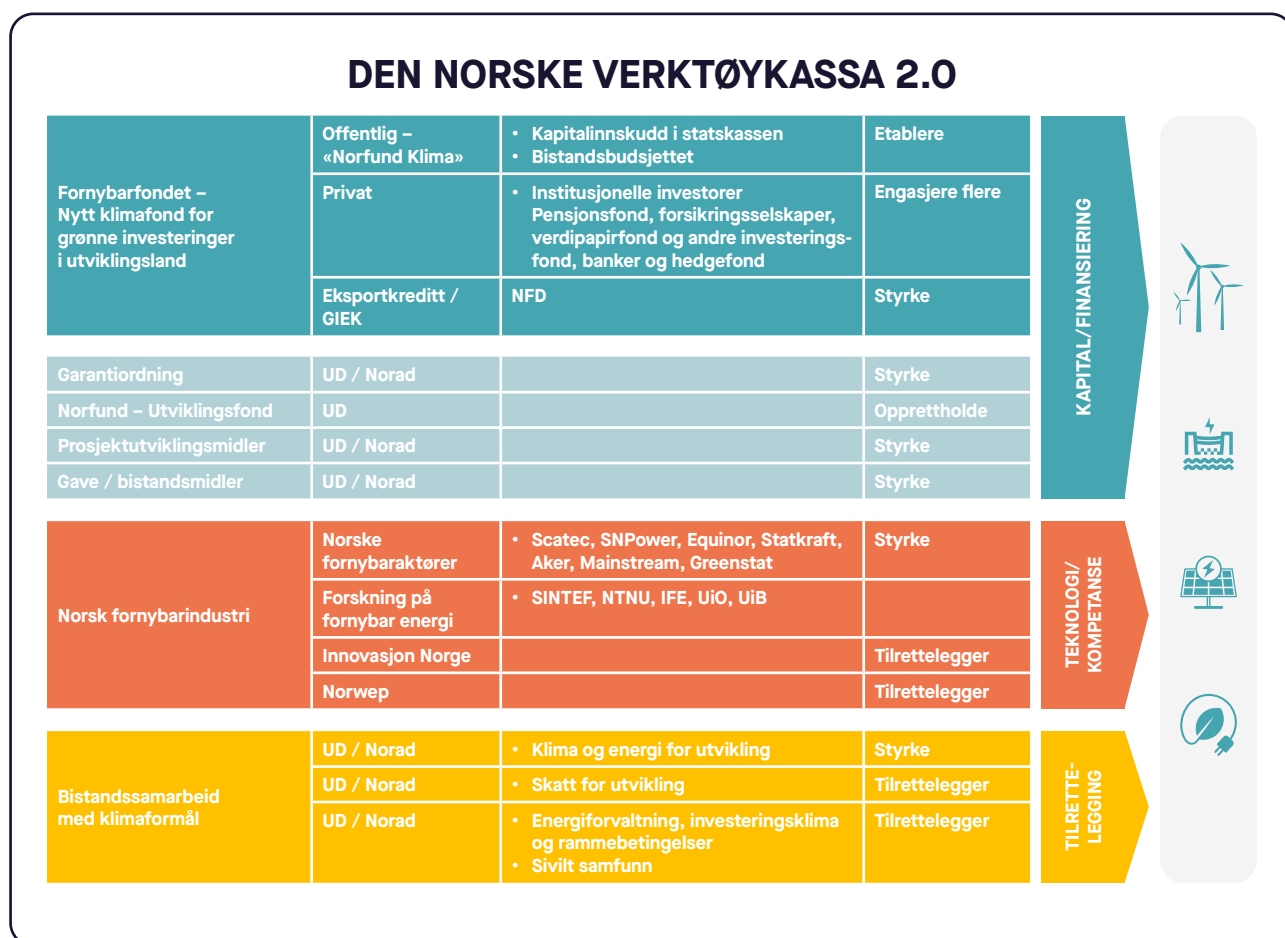 DEN NORSKE VERKTØYKASSA 2.0
Fornybarfondet –
Nytt klimafond for
grønne investeringer
i utviklingsland
Offentlig –
«Norfund Klima»
• Kapitalinnskudd i statskassen
• Bistandsbudsjettet
Etablere
Privat
• Institusjonelle investorer
Pensjonsfond, forsikringsselskaper,
verdipapirfond og andre investerings-
fond, banker og hedgefond
Engasjere flere
Eksportkreditt /
GIEK
NFD
Styrke
Garantiordning
UD / Norad
Styrke
Norfund – Utviklingsfond
UD
Opprettholde
Prosjektutviklingsmidler
UD / Norad
Styrke
Gave / bistandsmidler
UD / Norad
Styrke
KAPITAL/FINANSIERING
Norsk fornybarindustri
Norske
fornybaraktører
• Scatec, SNPower, Equinor, Statkraft,
Aker, Mainstream, Greenstat
Styrke
Forskning på
fornybar energi
• SINTEF, NTNU, IFE, UiO, UiB
Innovasjon Norge
Tilrettelegger
Norwep
Tilrettelegger
TEKNOLOGI/
KOMPETANSE
Bistandssamarbeid
med klimaformål
UD / Norad
• Klima og energi for utvikling
Styrke
UD / Norad
• Skatt for utvikling
Tilrettelegger
UD / Norad
• Energiforvaltning, investeringsklima
og rammebetingelser
• Sivilt samfunn
Tilrettelegger
TILRETTE-
LEGGING